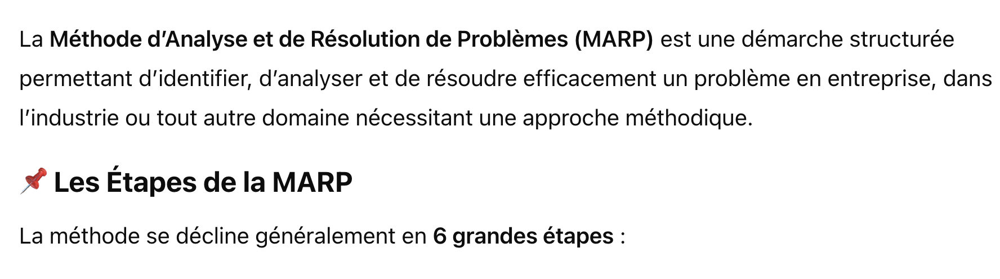 La Méthode d’Analyse et de Résolution de Problèmes (MARP) est une démarche structurée
permettant d’identifier, d’analyser et de résoudre efficacement un problème en entreprise, dans
l’industrie ou tout autre domaine nécessitant une approche méthodique.
📌 Les Étapes de la MARP
La méthode se décline généralement en 6 grandes étapes :